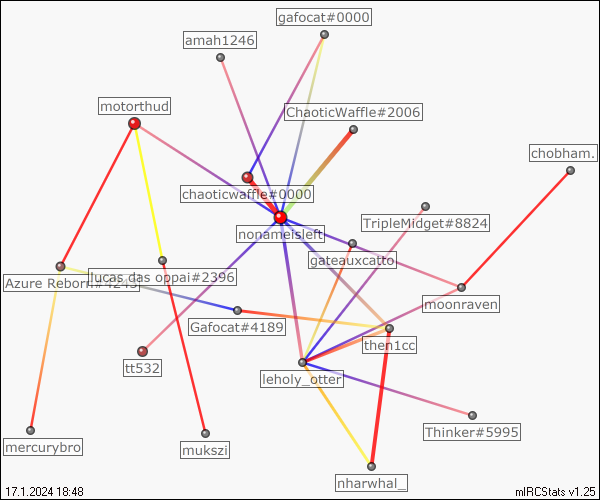 gafocat#0000
amah1246
motorthud
ChaoticWaffle#2006
chobham.
chaoticwaffle#0000
TripleMidget#8824
nonameisleft
gateauxcatto
lucas das oppai#2396
Azure Reborn#4243
moonraven
Gafocat#4189
then1cc
tt532
leholy_otter
Thinker#5995
mercurybro
mukszi
nharwhal_
17.1.2024 18:48
mIRCStats v1.25